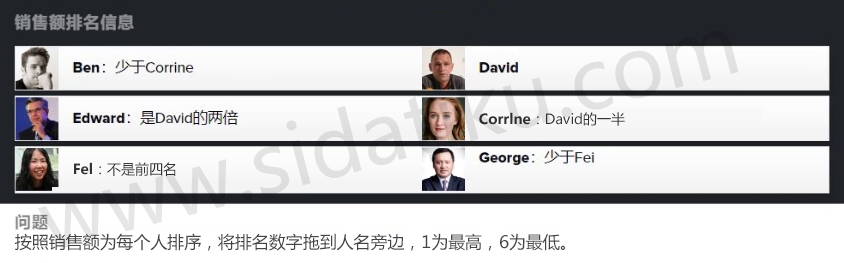 销售额排名信息
Ben：少于Corrine
David
Edward：是David的两倍
Corrlne：David的一半
Fel：不是前四名
George：少于Fei
www.sidatiku.com
问题
按照销售额为每个人排序，将排名数字拖到人名旁边，1为最高，6为最低。